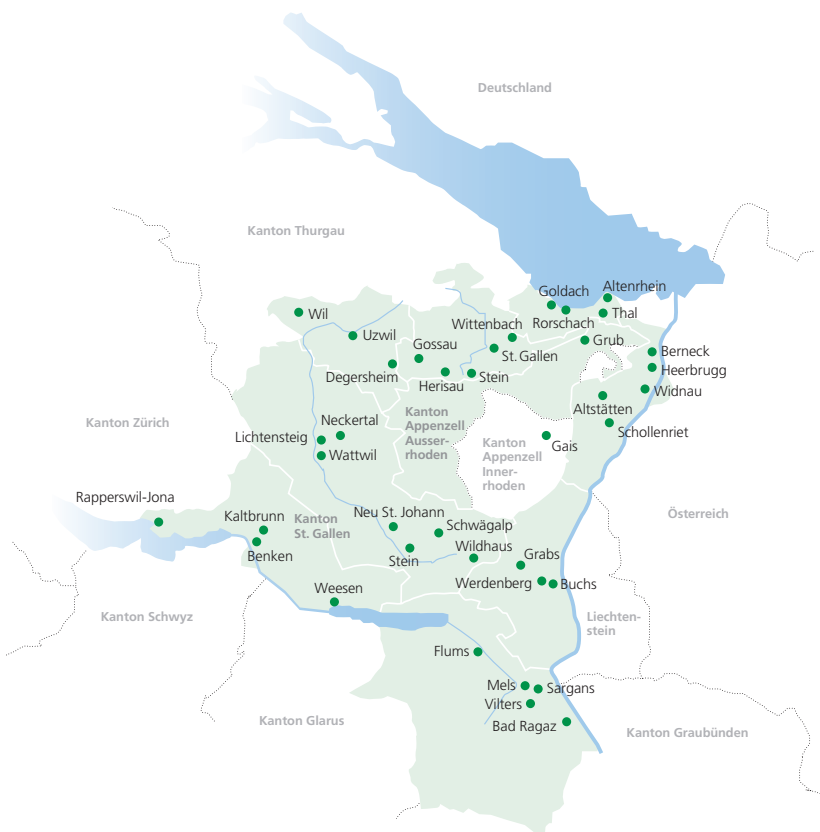 Deutschland
Kanton Thurgau
Goldach
Altenrhein
Wil
Rorschach
Thal
Wittenbach
Uzwil
Gossau
St. Gallen
Grub
Berneck
Degersheim
Herisau
Stein
Heerbrugg
Widnau
Kanton
Appenzell
Ausser-
rhoden
Altstätten
Kanton Zürich
Neckertal
Lichtensteig
Schollenriet
Kanton
Appenzell
Inner-
rhoden
Gais
Wattwil
Rapperswil-Jona
Kaltbrunn
Kanton
St. Gallen
Neu St. Johann
Schwägalp
Österreich
Benken
Stein
Wildhaus
Grabs
Weesen
Werdenberg
Buchs
Kanton Schwyz
Liechten-
stein
Flums
Mels
Sargans
Vilters
Kanton Glarus
Bad Ragaz
Kanton Graubünden